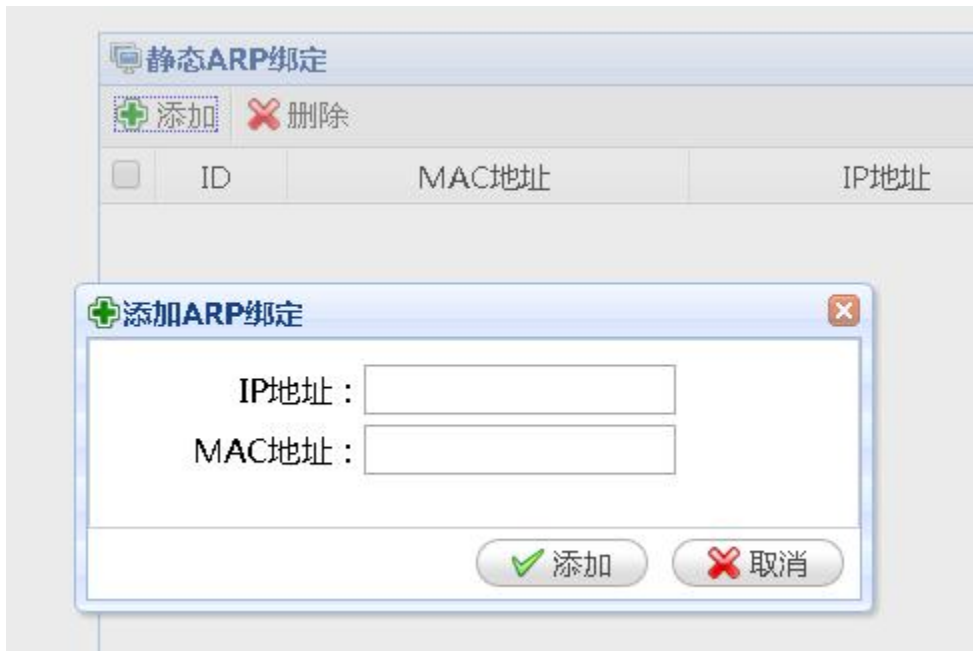 静态ARP绑定
添加 删除
ID MAC地址 IP地址
添加ARP绑定
IP地址：
MAC地址：
添加 取消